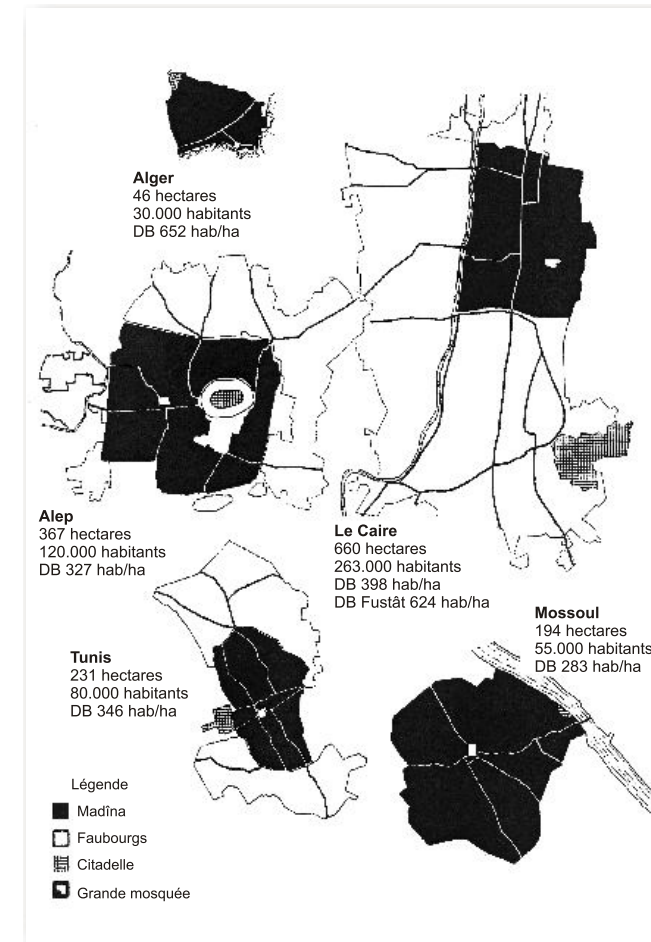 Alger
46 hectares
30.000 habitants
DB 652 hab/ha
Alep
367 hectares
120.000 habitants
DB 327 hab/ha
Le Caire
660 hectares
263.000 habitants
DB 398 hab/ha
DB Fustât 624 hab/ha
Mossoul
194 hectares
55.000 habitants
DB 283 hab/ha
Tunis
231 hectares
80.000 habitants
DB 346 hab/ha
Légende
Madîna
Faubourgs
Citadelle
Grande mosquée